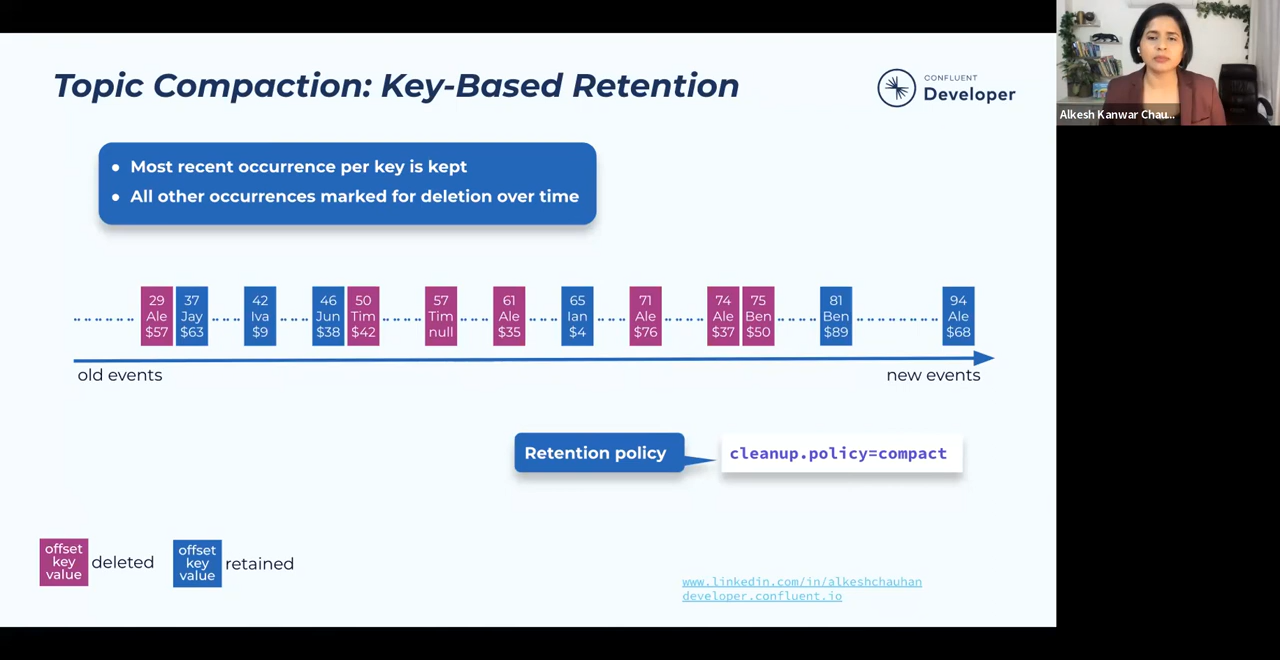 Topic Compaction: Key-Based Retention
CONFLUENT
Developer
Alkesh Kanwar Chau...
• Most recent occurrence per key is kept
• All other occurrences marked for deletion over time
29 Ale $57
37 Jay $63
42 Iva $9
46 Jun $38
50 Tim $42
57 Tim null
61 Ale $35
65 Ian $4
71 Ale $76
74 Ale $37
75 Ben $50
81 Ben $89
94 Ale $68
old events
new events
Retention policy
cleanup.policy=compact
offset key value
deleted
offset key value
retained
www.linkedin.com/in/alkeshchauhan
developer.confluent.io